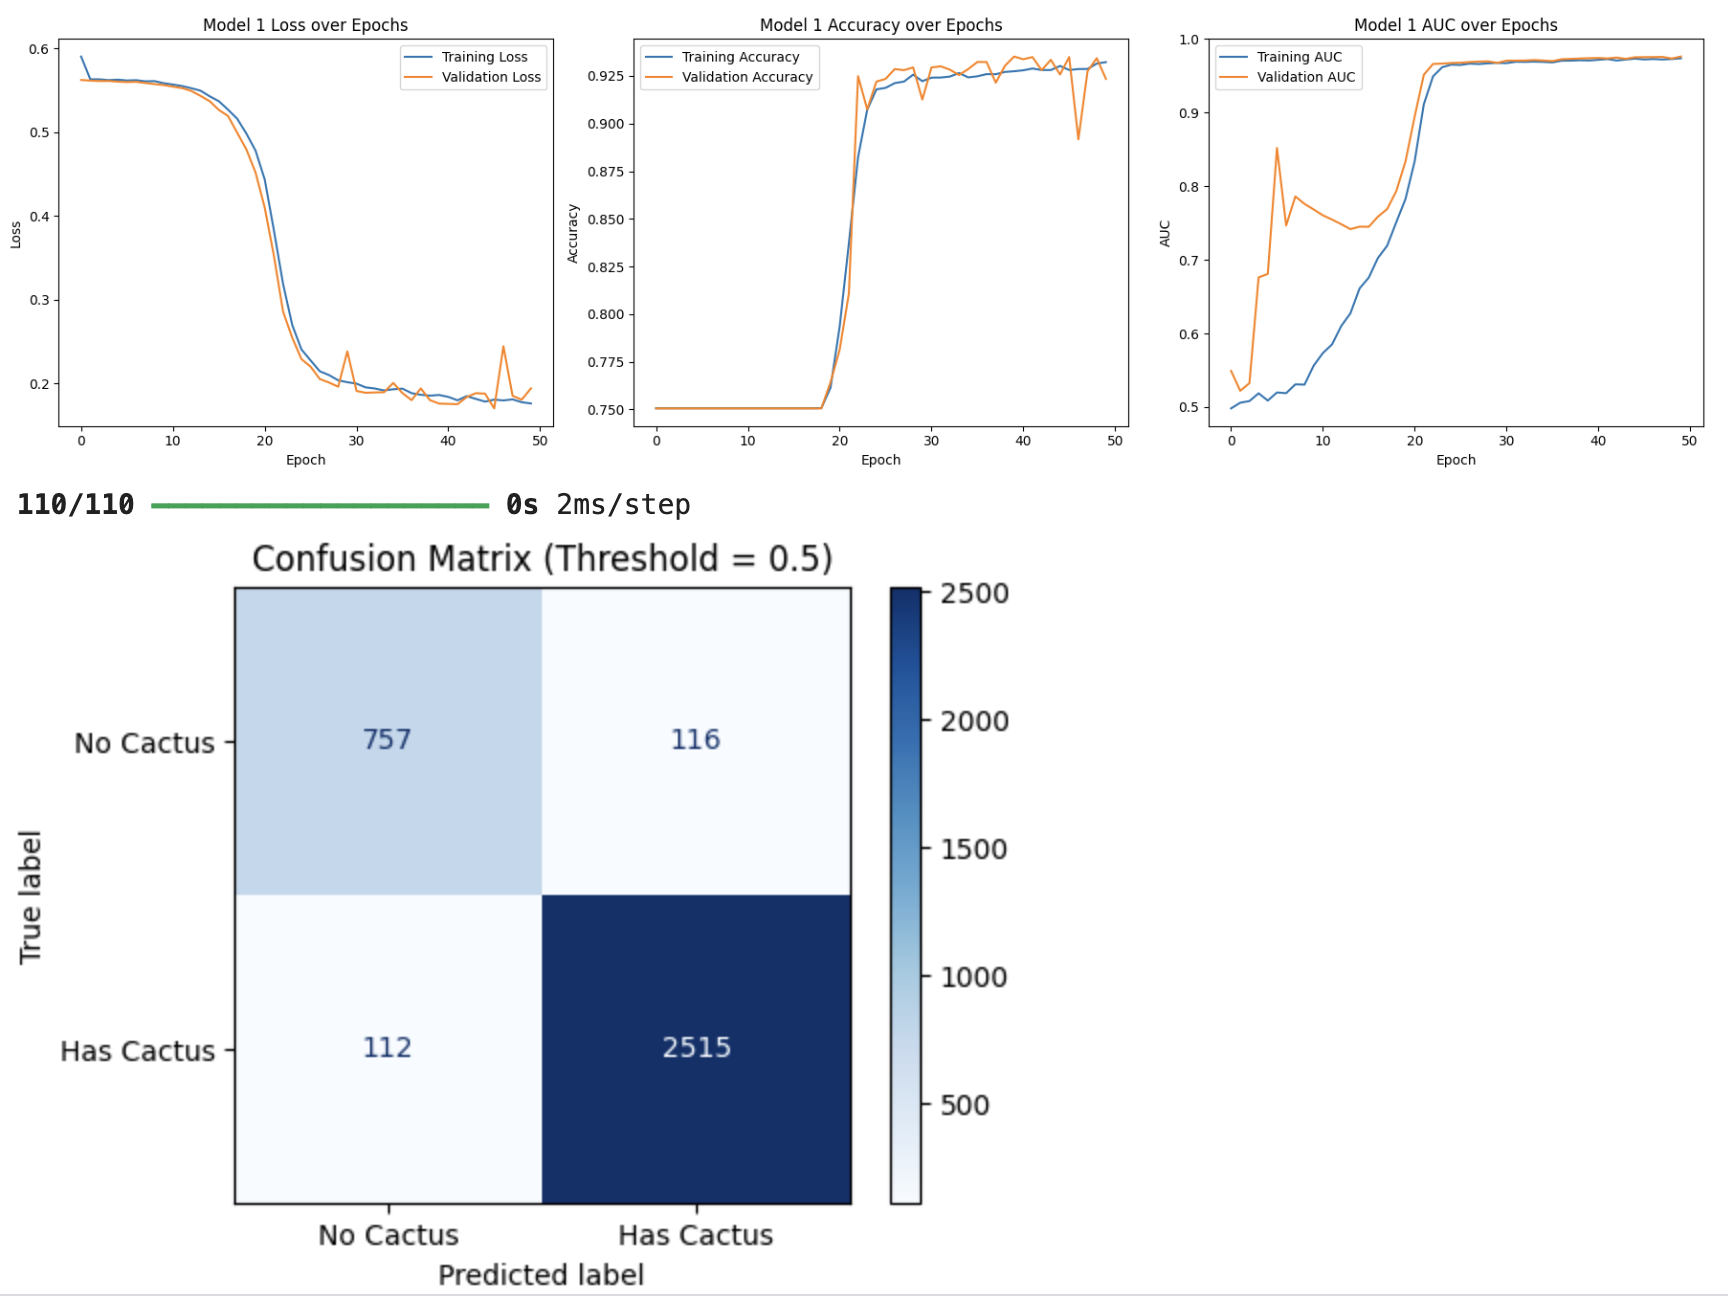 Model 1 Loss over Epochs
Training Loss
Validation Loss
0.6
0.5
0.4
0.3
0.2
Loss
0 10 20 30 40 50
Epoch
Model 1 Accuracy over Epochs
Training Accuracy
Validation Accuracy
0.925
0.900
0.875
0.850
0.825
0.800
0.775
0.750
Accuracy
0 10 20 30 40 50
Epoch
Model 1 AUC over Epochs
Training AUC
Validation AUC
1.0
0.9
0.8
0.7
0.6
0.5
AUC
0 10 20 30 40 50
Epoch
110/110 0s 2ms/step
Confusion Matrix (Threshold = 0.5)
True label
No Cactus 757 116
Has Cactus 112 2515
No Cactus Has Cactus
Predicted label
2500
2000
1500
1000
500